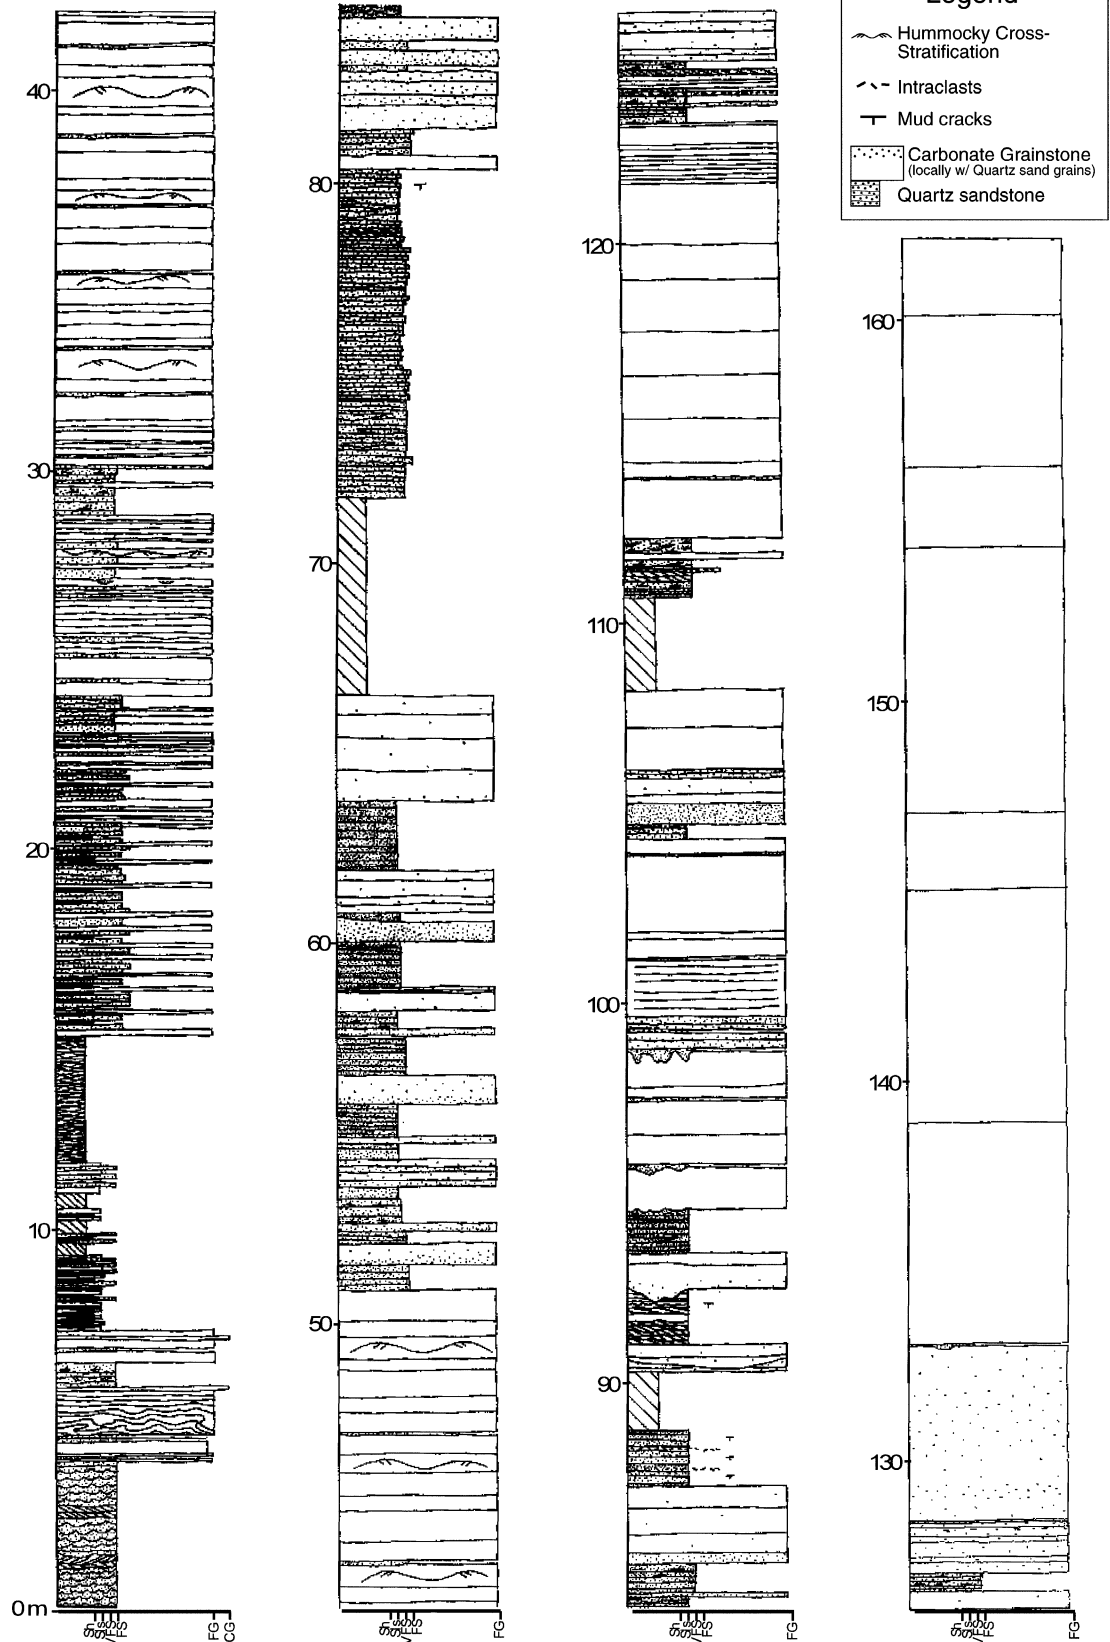 Legend
Hummocky Cross-
Stratification
Intraclasts
Mud cracks
Carbonate Grainstone
(locally w/ Quartz sand grains)
Quartz sandstone
40
30
20
10
0m
FG
CG
80
70
60
50
FG
120
110
100
90
FG
160
150
140
130
FG